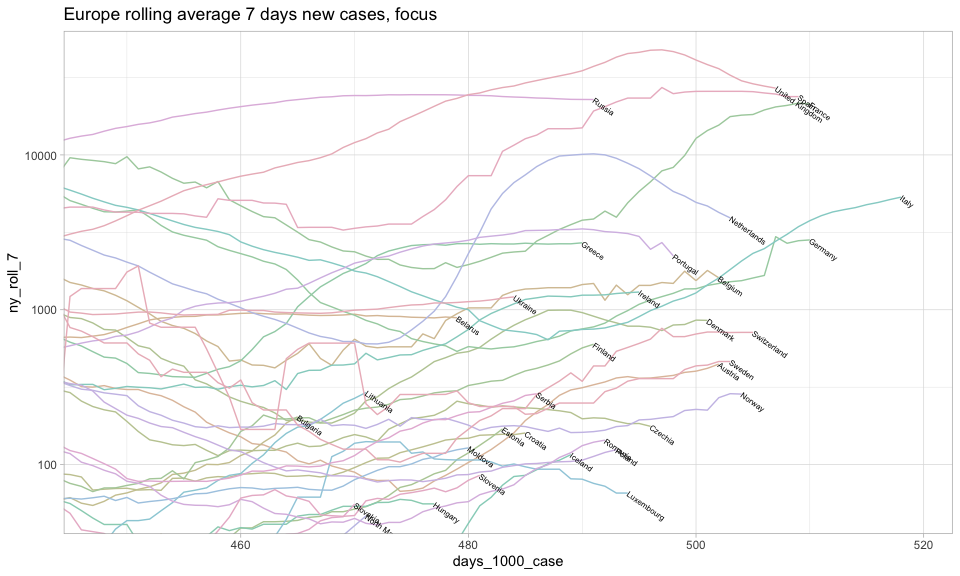 Europe rolling average 7 days new cases, focus
ny_roll_7
10000
1000
100
Russia
United Kingdom
Spain
France
Italy
Netherlands
Germany
Greece
Portugal
Belgium
Ireland
Ukraine
Belarus
Denmark
Switzerland
Finland
Sweden
Austria
Lithuania
Serbia
Norway
Bulgaria
Estonia
Croatia
Czechia
Moldova
Iceland
Poland
Slovenia
Luxembourg
Hungary
460
480
500
520
days_1000_case